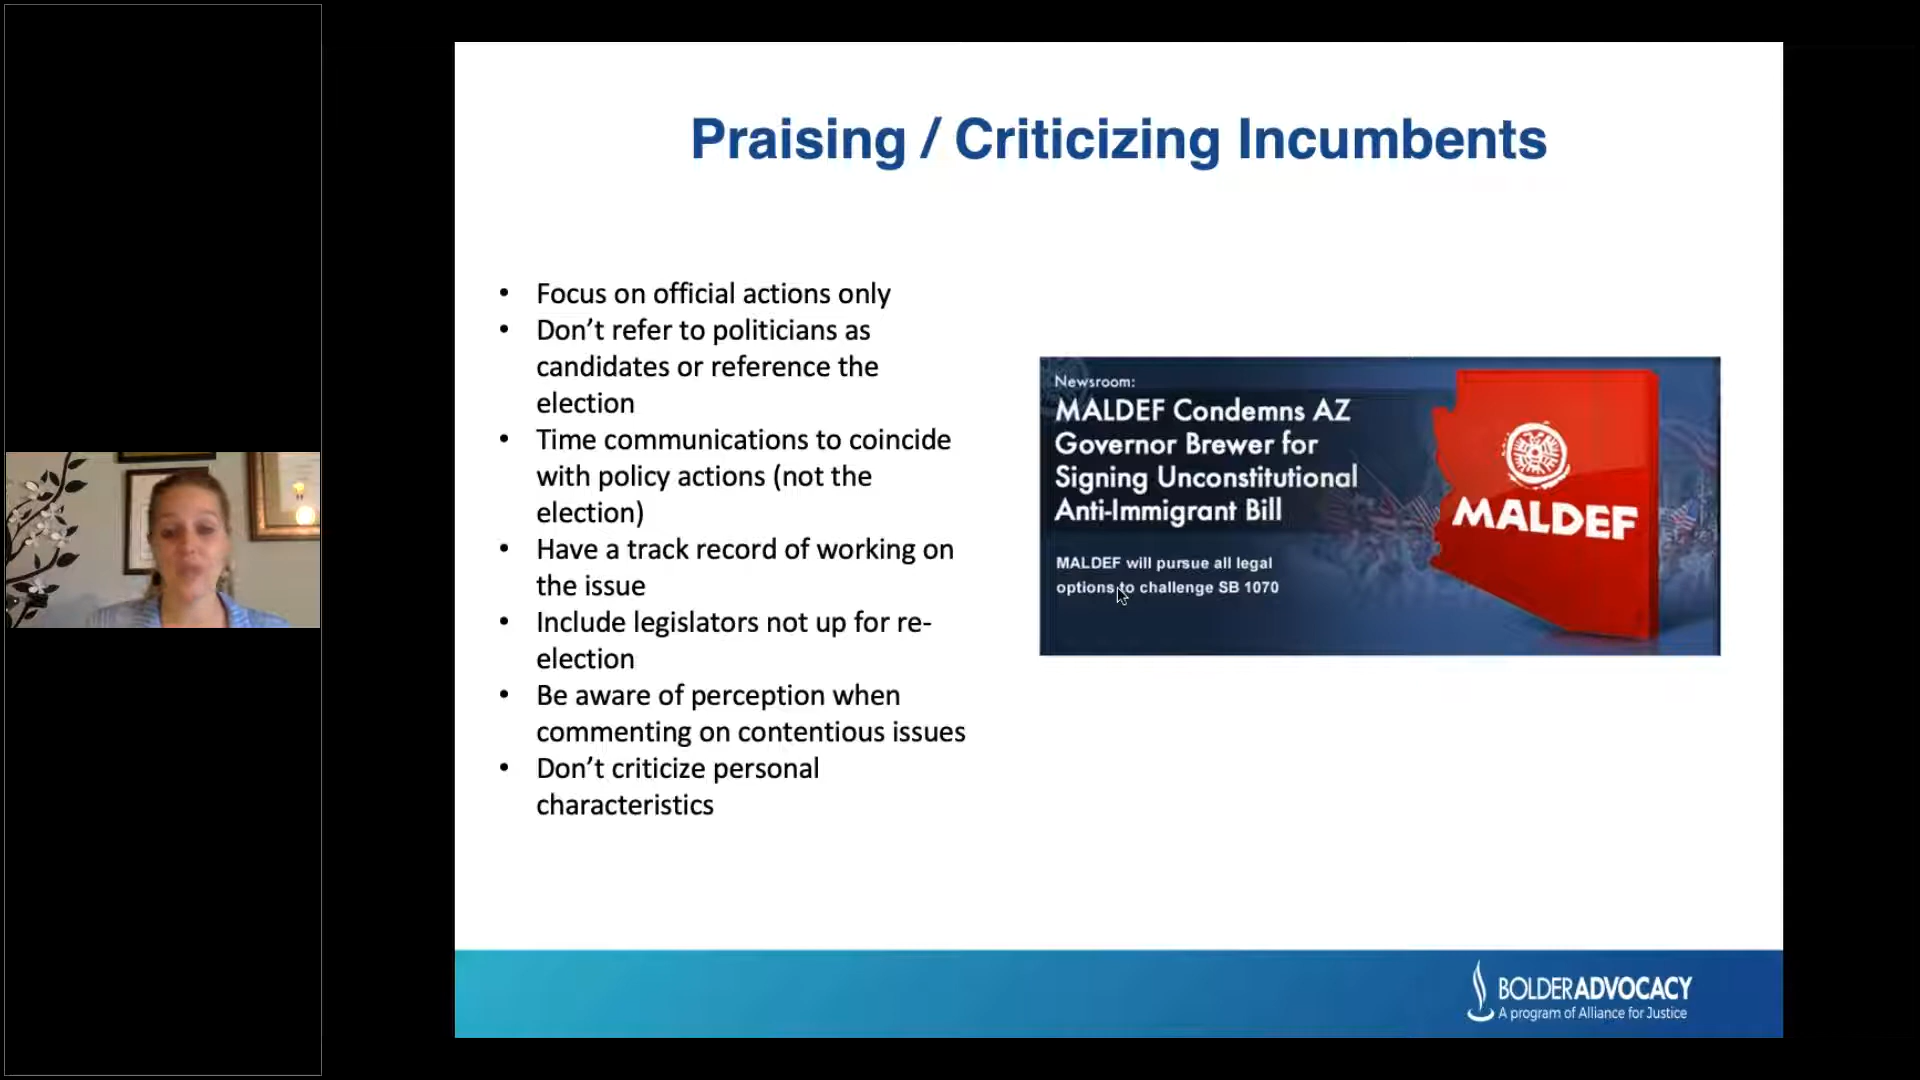 Praising / Criticizing Incumbents
• Focus on official actions only
• Don’t refer to politicians as
candidates or reference the
election
• Time communications to coincide
with policy actions (not the
election)
• Have a track record of working on
the issue
• Include legislators not up for re-
election
• Be aware of perception when
commenting on contentious issues
• Don’t criticize personal
characteristics
Newsroom:
MALDEF Condemns AZ
Governor Brewer for
Signing Unconstitutional
Anti-Immigrant Bill
MALDEF will pursue all legal
options to challenge SB 1070
MALDEF
BOLDERADVOCACY
A program of Alliance for Justice